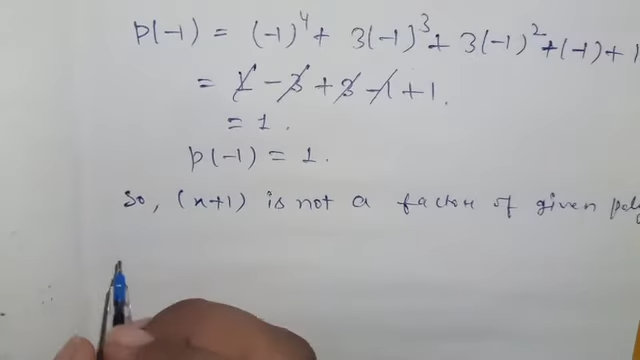 p(-1) = (-1)⁴ + 3(-1)³ + 3(-1)² + (-1) + 1
= 1 - 3 + 3 - 1 + 1.
= 1.
p(-1) = 1.
So, (x+1) is not a factor of given poly